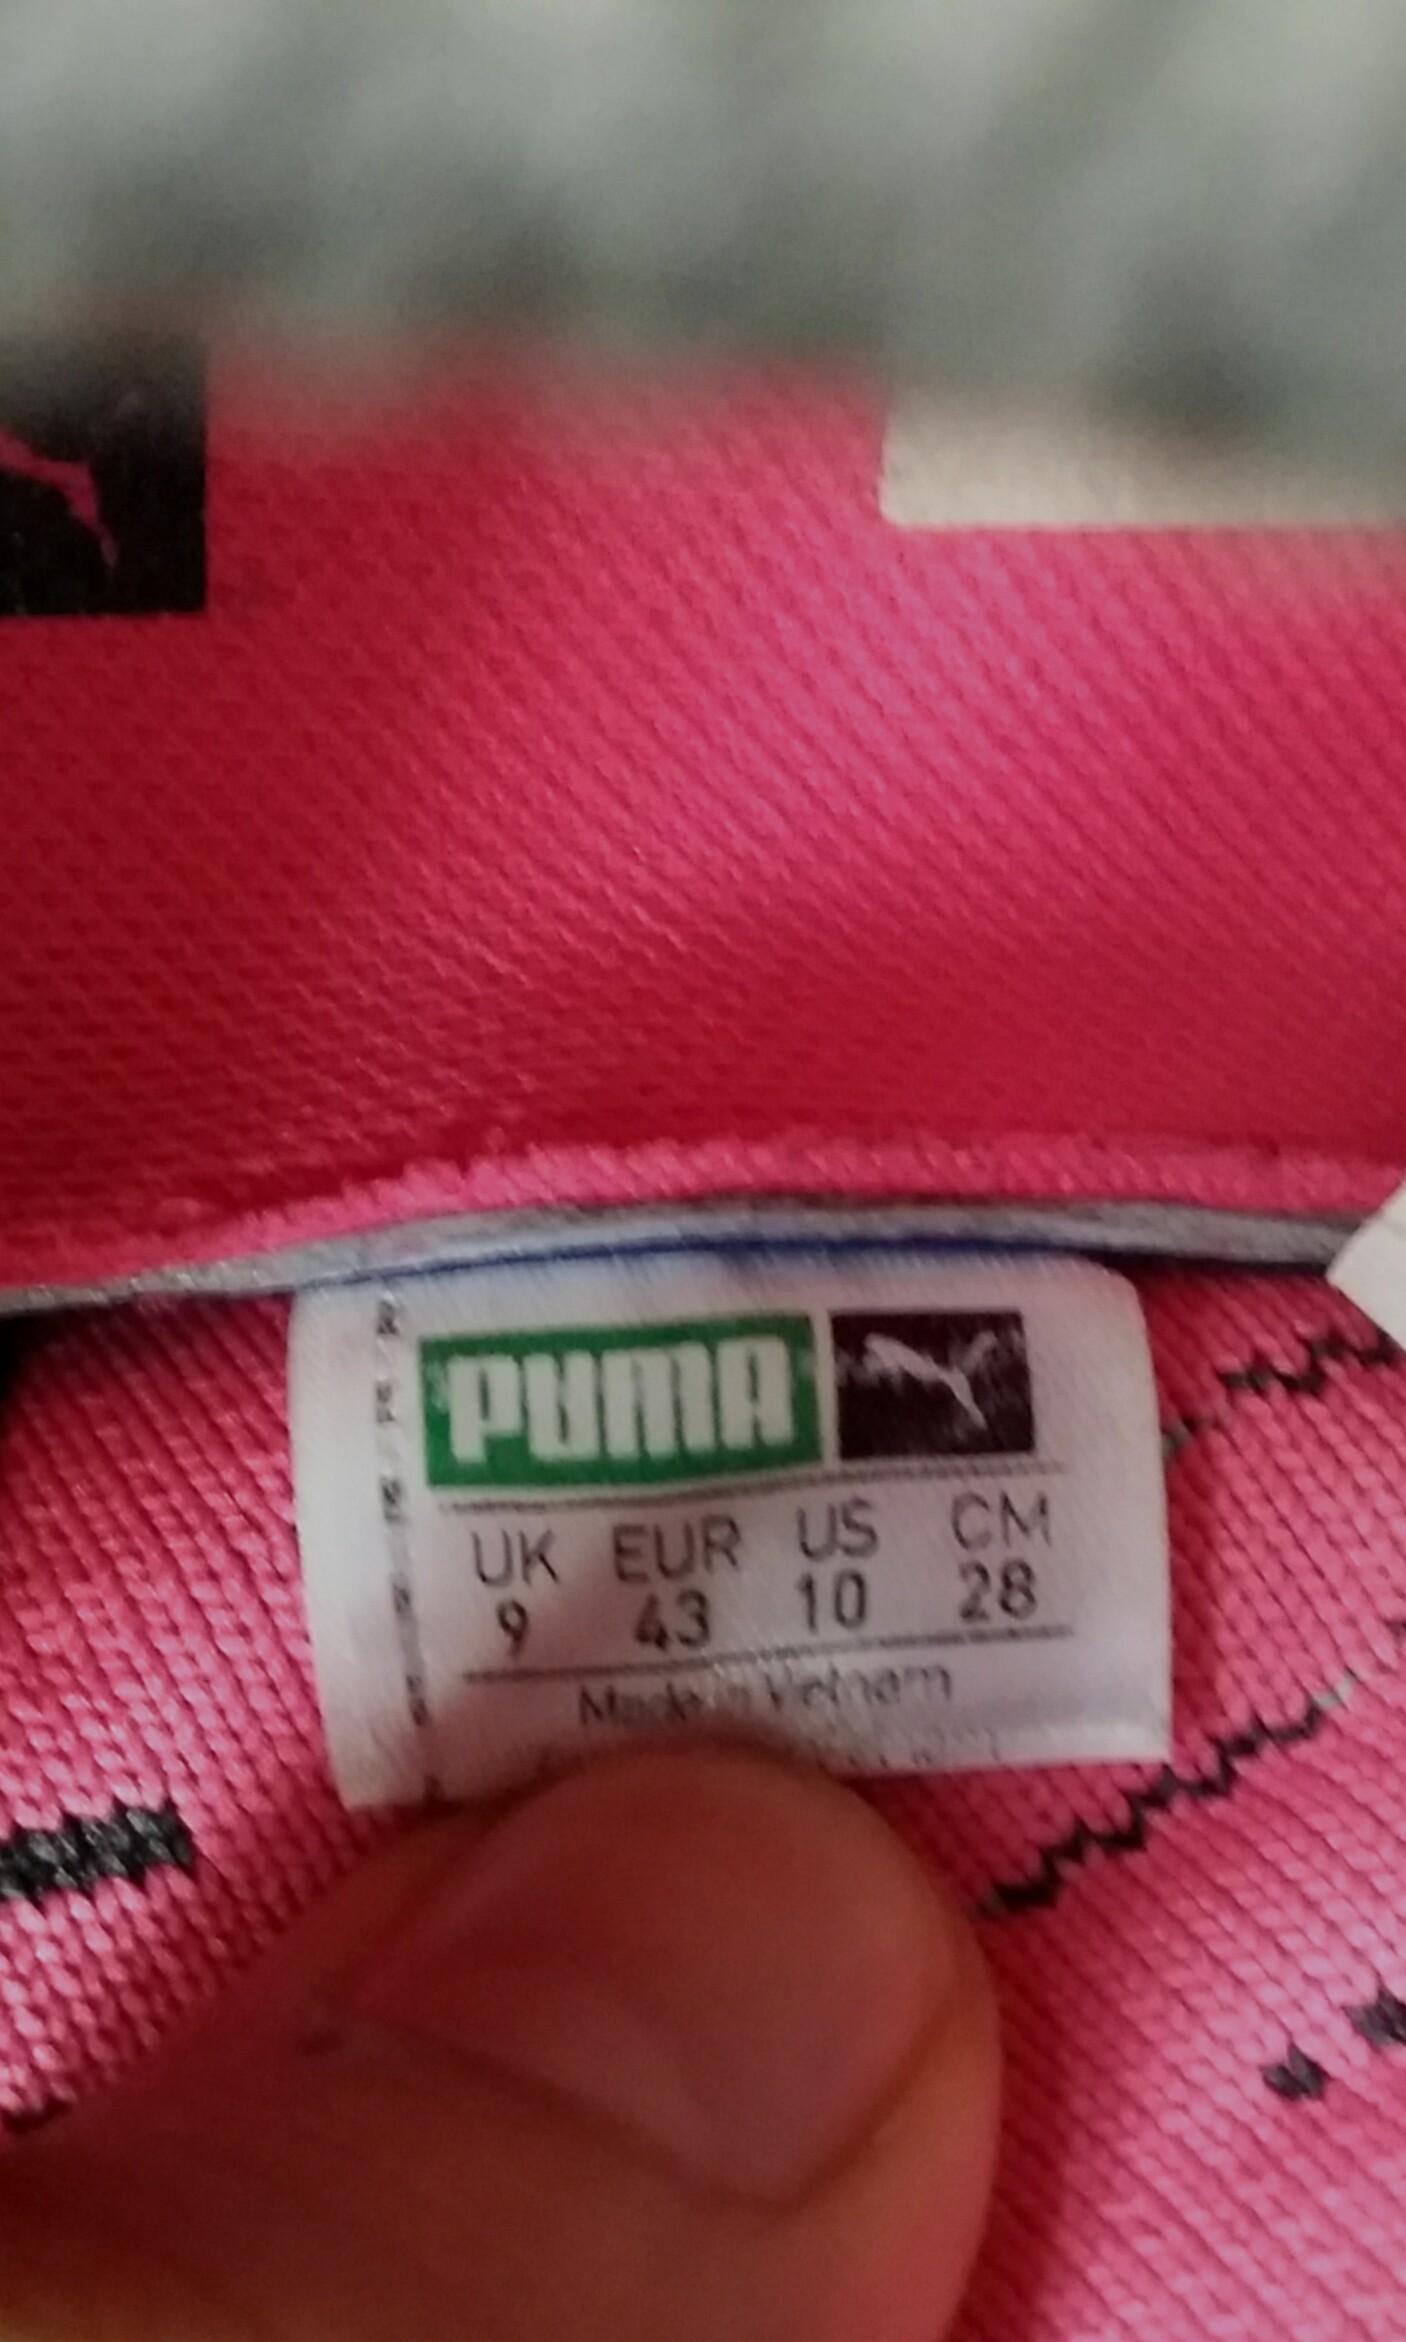 PUMA
UK EUR US CM
9 43 10 28
Made in Vietnam